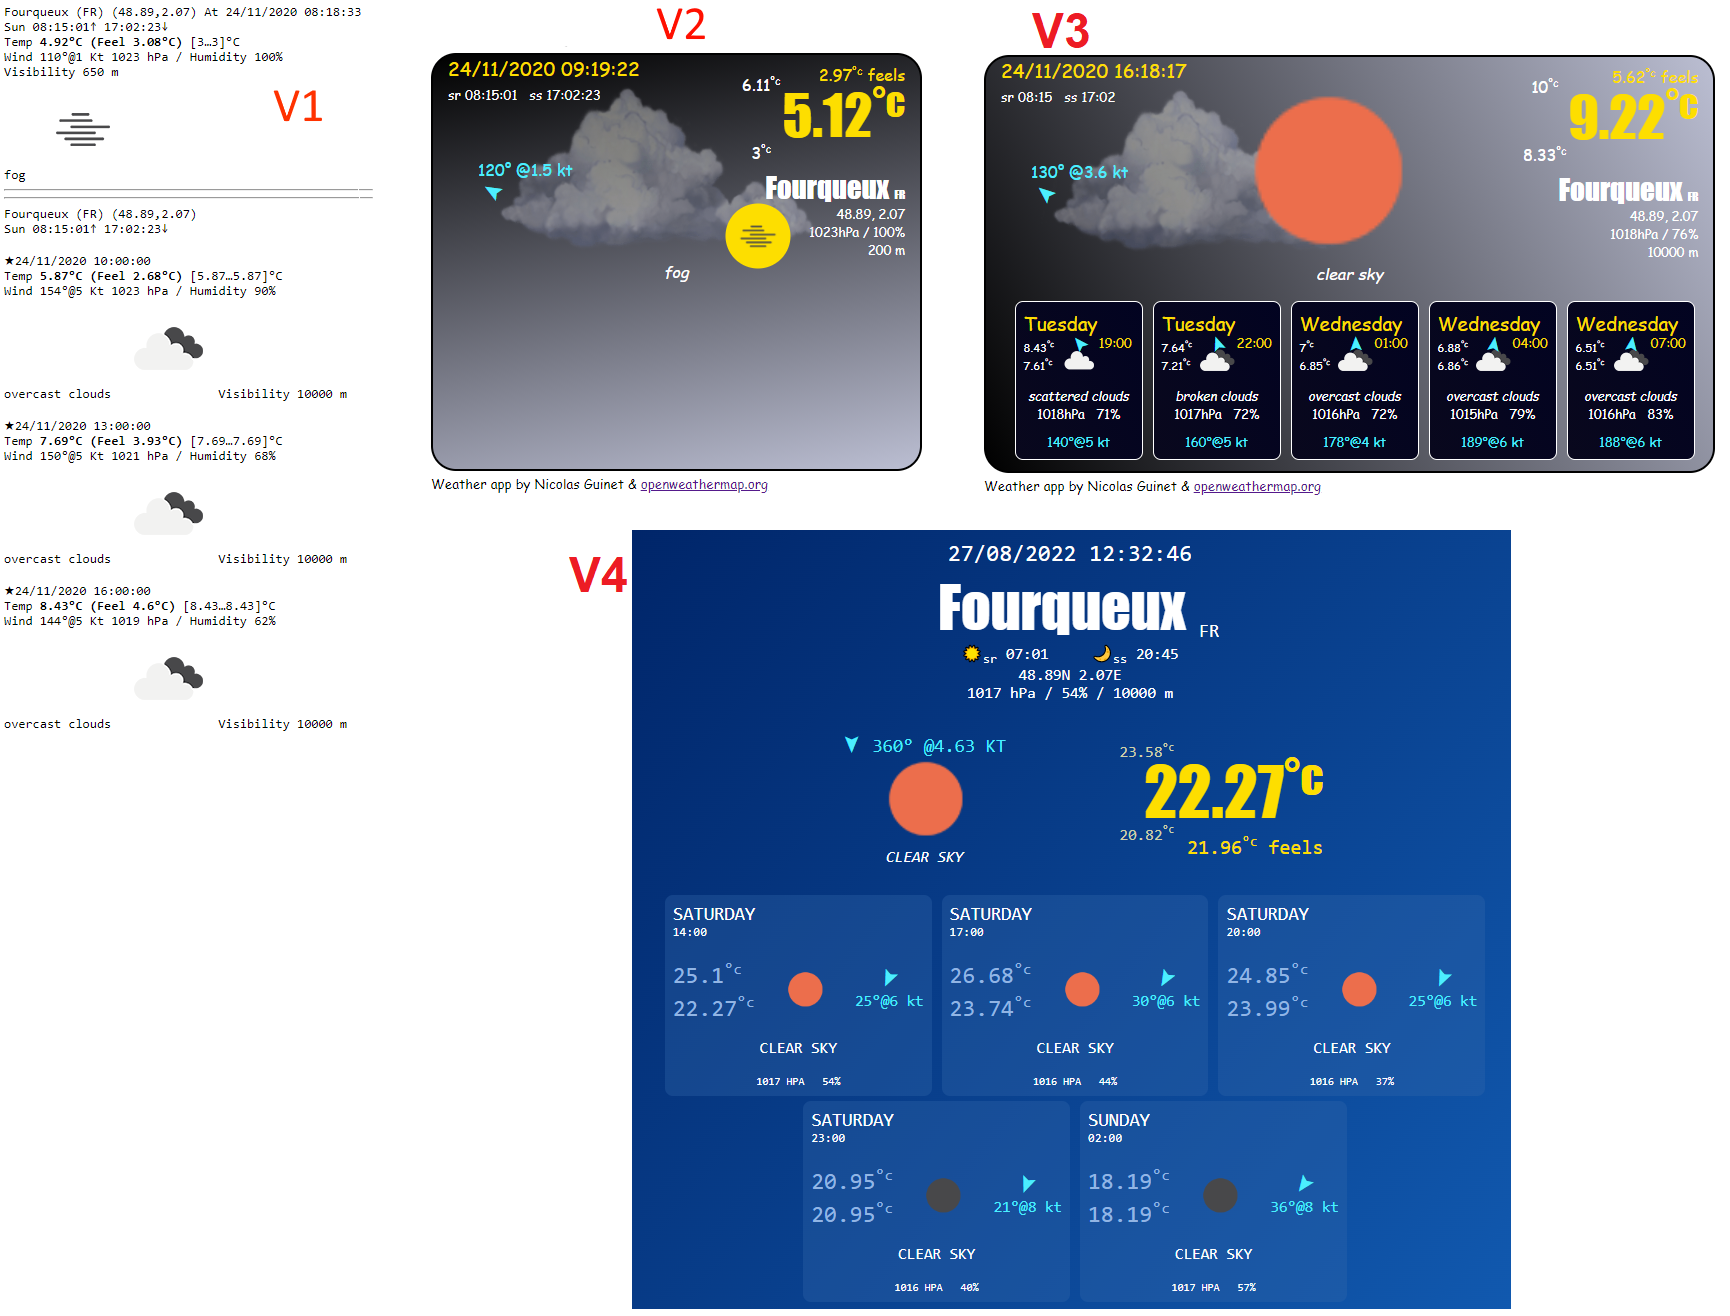 Fourqueux (FR) (48.89,2.07) At 24/11/2020 08:18:33
Sun 08:15:01↑ 17:02:23↓
Temp 4.92°C (Feel 3.08°C) [3…3]°C
Wind 110°@1 Kt 1023 hPa / Humidity 100%
Visibility 650 m
V1
fog
Fourqueux (FR) (48.89,2.07)
Sun 08:15:01↑ 17:02:23↓
★24/11/2020 10:00:00
Temp 5.87°C (Feel 2.68°C) [5.87…5.87]°C
Wind 154°@5 Kt 1023 hPa / Humidity 90%
overcast clouds Visibility 10000 m
★24/11/2020 13:00:00
Temp 7.69°C (Feel 3.93°C) [7.69…7.69]°C
Wind 150°@5 Kt 1021 hPa / Humidity 68%
overcast clouds Visibility 10000 m
★24/11/2020 16:00:00
Temp 8.43°C (Feel 4.6°C) [8.43…8.43]°C
Wind 144°@5 Kt 1019 hPa / Humidity 62%
overcast clouds Visibility 10000 m
V2
24/11/2020 09:19:22
sr 08:15:01 ss 17:02:23
2.97°c feels
6.11°c
5.12°c
3°c
120° @1.5 kt
Fourqueux FR
48.89, 2.07
1023hPa / 100%
200 m
fog
Weather app by Nicolas Guinet & openweathermap.org
V3
24/11/2020 16:18:17
sr 08:15 ss 17:02
5.62°c feels
10°c
9.22°c
8.33°c
130° @3.6 kt
Fourqueux FR
48.89, 2.07
1018hPa / 76%
10000 m
clear sky
Tuesday
19:00
8.43°c
7.61°c
scattered clouds
1018hPa 71%
140°@5 kt
Tuesday
22:00
7.64°c
7.21°c
broken clouds
1017hPa 72%
160°@5 kt
Wednesday
01:00
7°c
6.85°c
overcast clouds
1016hPa 72%
178°@4 kt
Wednesday
04:00
6.88°c
6.86°c
overcast clouds
1015hPa 79%
189°@6 kt
Wednesday
07:00
6.51°c
6.51°c
overcast clouds
1016hPa 83%
188°@6 kt
Weather app by Nicolas Guinet & openweathermap.org
V4
27/08/2022 12:32:46
Fourqueux FR
sr 07:01 ss 20:45
48.89N 2.07E
1017 hPa / 54% / 10000 m
360° @4.63 KT
CLEAR SKY
23.58°c
22.27°c
20.82°c
21.96°c feels
SATURDAY
14:00
25.1°c
22.27°c
25°@6 kt
CLEAR SKY
1017 HPA 54%
SATURDAY
17:00
26.68°c
23.74°c
30°@6 kt
CLEAR SKY
1016 HPA 44%
SATURDAY
20:00
24.85°c
23.99°c
25°@6 kt
CLEAR SKY
1016 HPA 37%
SATURDAY
23:00
20.95°c
20.95°c
21°@8 kt
CLEAR SKY
1016 HPA 40%
SUNDAY
02:00
18.19°c
18.19°c
36°@8 kt
CLEAR SKY
1017 HPA 57%